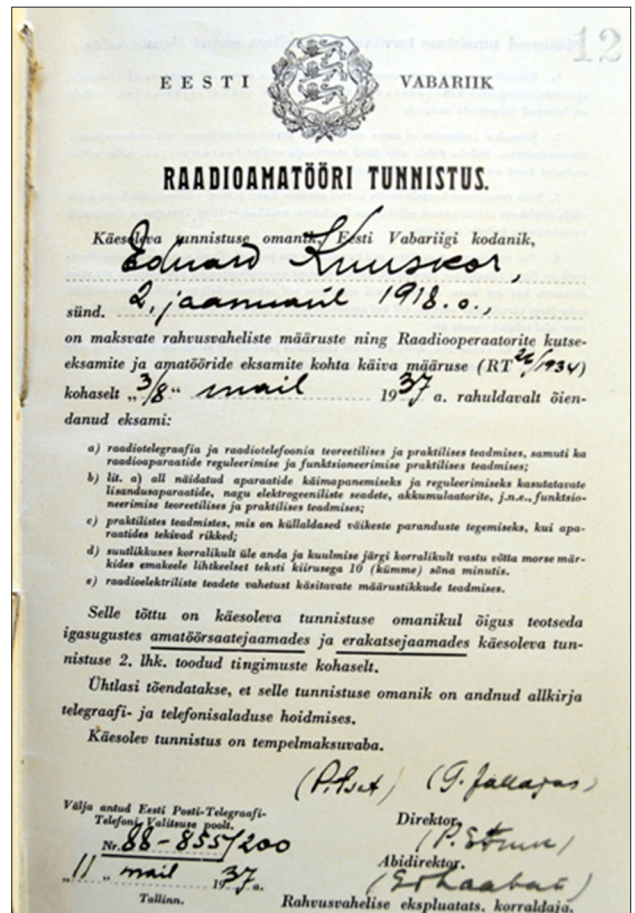 12
EESTI VABARIIK
RAADIOAMATÖÖRI TUNNISTUS.
Käesoleva tunnistuse omanik, Eesti Vabariigi kodanik,
Eduard Kuuskor,
sünd. 2. jaanuaril 1918. a.,
on maksvate rahvusvaheliste määruste ning Raadiooperaatorite kutse-
eksamite ja amatööride eksamite kohta käiva määruse (RT 26/1934)
kohaselt „3/8“ mail 1937 a. rahuldavalt õien-
danud eksami:
a) raadiotelegraafia ja raadiotelefoonia teoreetilises ja praktilises teadmises, samuti ka
raadioaparaatide reguleerimise ja funktsioneerimise praktilises teadmises;
b) lit. a) all näidatud aparaatide käimapanemiseks ja reguleerimiseks kasutatavate
lisandusaparaatide, nagu elektrogeeniliste seadete, akkumulaatorite, j.n.e., funktsio-
neerimise teoreetilises ja praktilises teadmises;
c) praktilistes teadmistes, mis on küllaldased väikeste paranduste tegemiseks, kui apa-
raatides tekivad rikked;
d) suutlikkuses korralikult üle anda ja kuulmise järgi korralikult vastu võtta morse mär-
kides emakeele lihtkeelset teksti kiirusega 10 (kümme) sõna minutis.
e) raadioelektriliste teadete vahetust käsitavate määrustikkude teadmises.
Selle tõttu on käesoleva tunnistuse omanikul õigus teotseda
igasugustes amatöörsaatejaamades ja erakatsejaamades käesoleva tun-
nistuse 2. lhk. toodud tingimuste kohaselt.
Ühtlasi tõendatakse, et selle tunnistuse omanik on andnud allkirja
telegraafi- ja telefonisaladuse hoidmises.
Käesolev tunnistus on tempelmaksuvaba.
(G. Jallajas)
Välja antud Eesti Posti-Telegraafi-
Telefoni Valitsuse poolt.
Direktor.
Nr. 88-855/200
Abidirektor.
„11“ mail 1937 a.
Tallinn.
Rahvusvahelise ekspluatats. korraldaja.